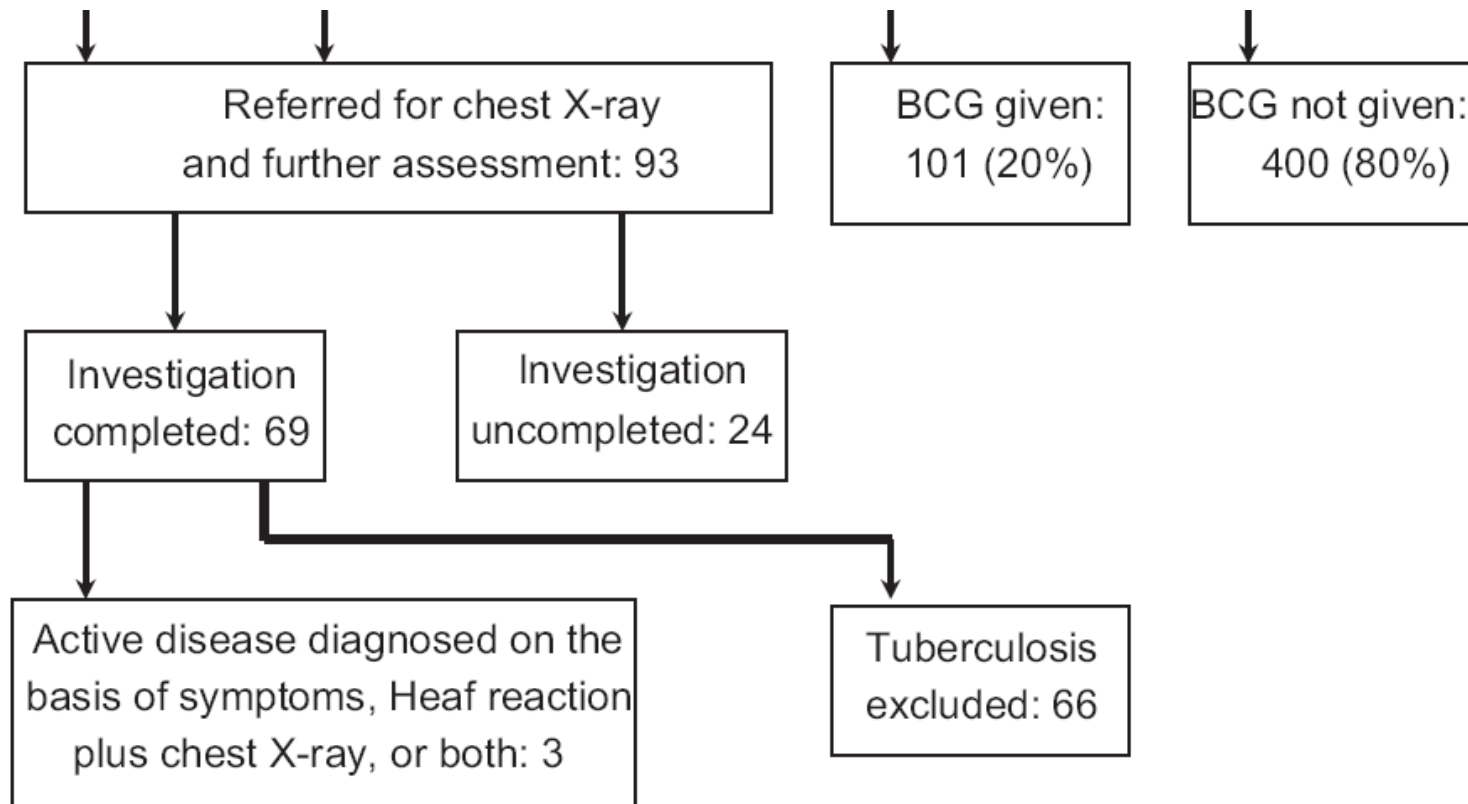 Referred for chest X-ray
and further assessment: 93
BCG given:
101 (20%)
BCG not given:
400 (80%)
Investigation
completed: 69
Investigation
uncompleted: 24
Active disease diagnosed on the
basis of symptoms, Heaf reaction
plus chest X-ray, or both: 3
Tuberculosis
excluded: 66